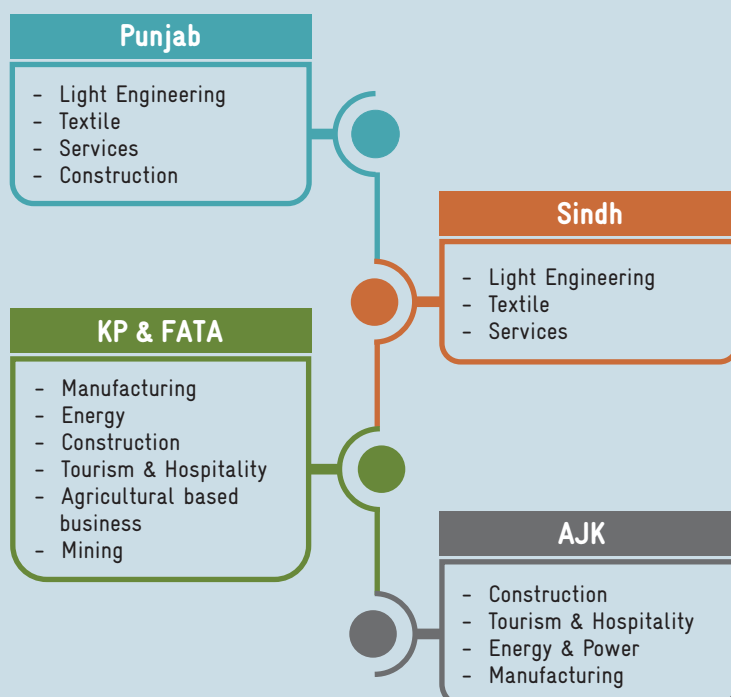 Punjab
- Light Engineering
- Textile
- Services
- Construction
Sindh
- Light Engineering
- Textile
- Services
KP & FATA
- Manufacturing
- Energy
- Construction
- Tourism & Hospitality
- Agricultural based
business
- Mining
AJK
- Construction
- Tourism & Hospitality
- Energy & Power
- Manufacturing